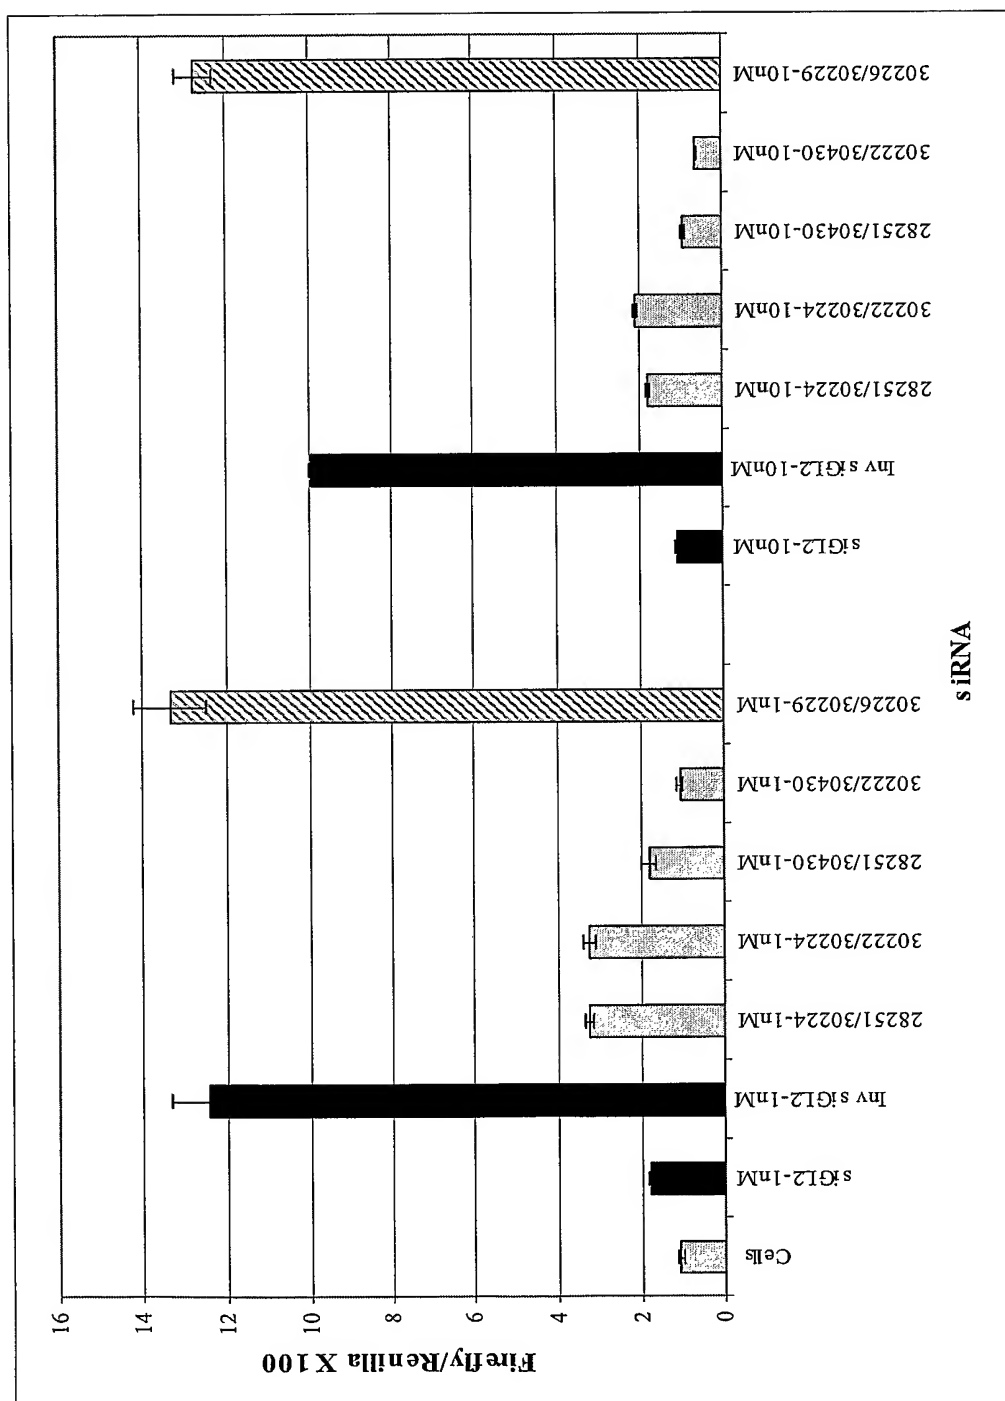 Firefly/Renilla X 100
16
14
12
10
8
6
4
2
0
Cells
siGL2-1nM
Inv siGL2-1nM
28251/30224-1nM
30222/30224-1nM
28251/30430-1nM
30222/30430-1nM
30226/30229-1nM
siGL2-10nM
Inv siGL2-10nM
28251/30224-10nM
30222/30224-10nM
28251/30430-10nM
30222/30430-10nM
30226/30229-10nM
siRNA